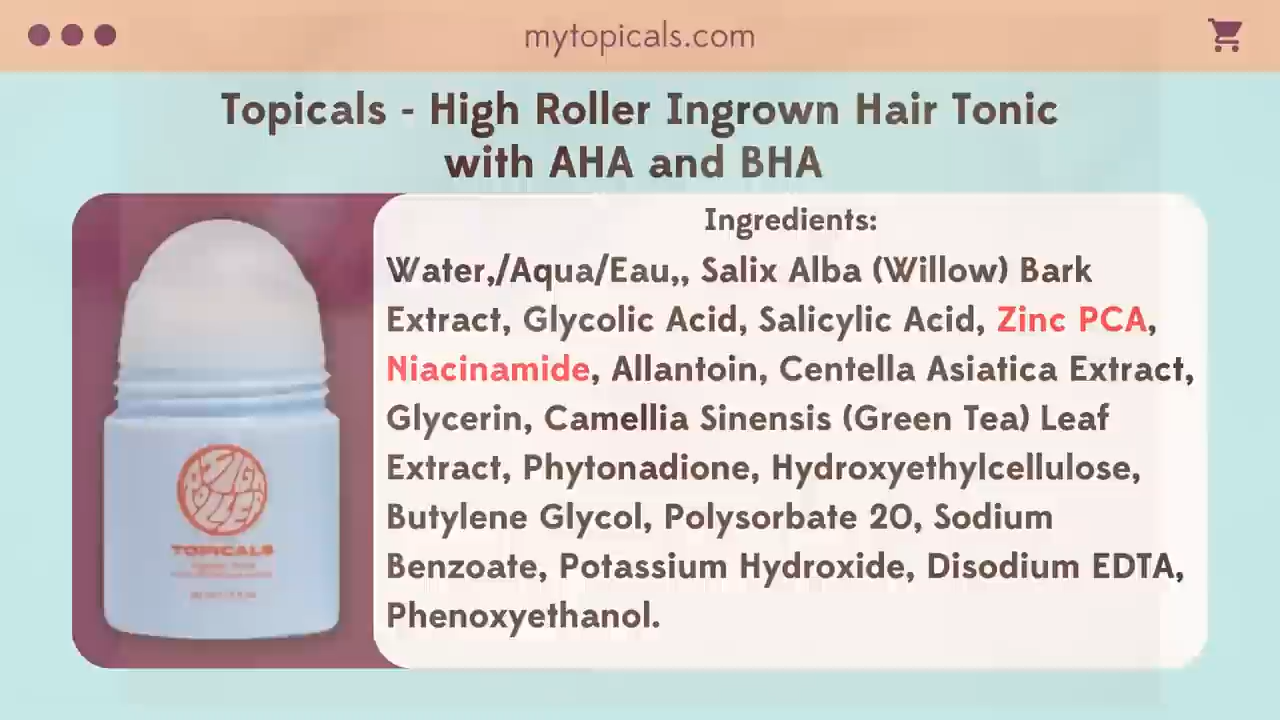 mytopicals.com
Topicals - High Roller Ingrown Hair Tonic
with AHA and BHA
Ingredients:
Water,/Aqua/Eau,, Salix Alba (Willow) Bark
Extract, Glycolic Acid, Salicylic Acid, Zinc PCA,
Niacinamide, Allantoin, Centella Asiatica Extract,
Glycerin, Camellia Sinensis (Green Tea) Leaf
Extract, Phytonadione, Hydroxyethylcellulose,
Butylene Glycol, Polysorbate 20, Sodium
Benzoate, Potassium Hydroxide, Disodium EDTA,
Phenoxyethanol.
HIGH
ROLLER
TOPICALS